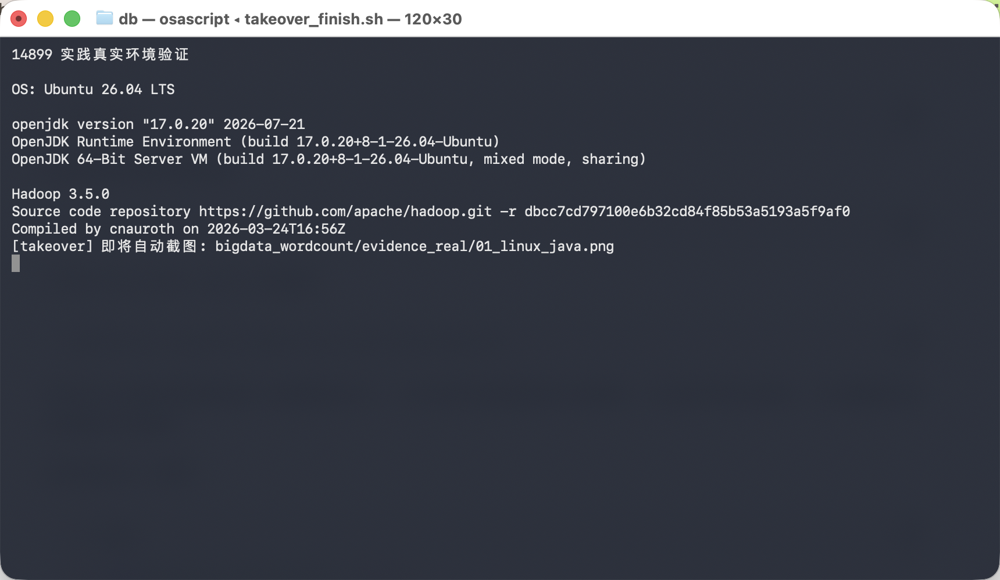 db — osascript ◂ takeover_finish.sh — 120×30
14899 实践真实环境验证
OS: Ubuntu 26.04 LTS
openjdk version "17.0.20" 2026-07-21
OpenJDK Runtime Environment (build 17.0.20+8-1-26.04-Ubuntu)
OpenJDK 64-Bit Server VM (build 17.0.20+8-1-26.04-Ubuntu, mixed mode, sharing)
Hadoop 3.5.0
Source code repository https://github.com/apache/hadoop.git -r dbcc7cd797100e6b32cd84f85b53a5193a5f9af0
Compiled by cnauroth on 2026-03-24T16:56Z
[takeover] 即将自动截图: bigdata_wordcount/evidence_real/01_linux_java.png